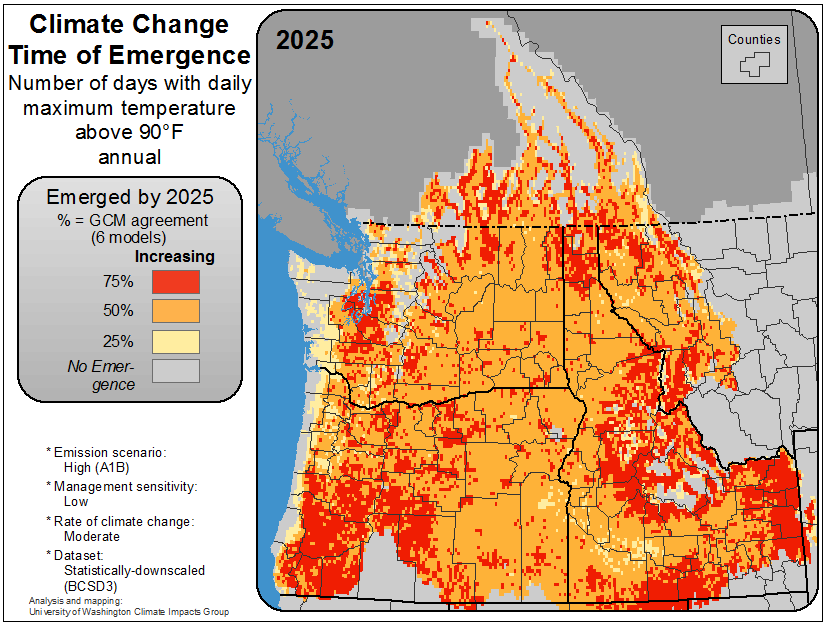 Climate Change
Time of Emergence
Number of days with daily
maximum temperature
above 90°F
annual
Emerged by 2025
% = GCM agreement
(6 models)
Increasing
75%
50%
25%
No Emer-
gence
* Emission scenario:
High (A1B)
* Management sensitivity:
Low
* Rate of climate change:
Moderate
* Dataset:
Statistically-downscaled
(BCSD3)
Analysis and mapping:
University of Washington Climate Impacts Group
2025
Counties